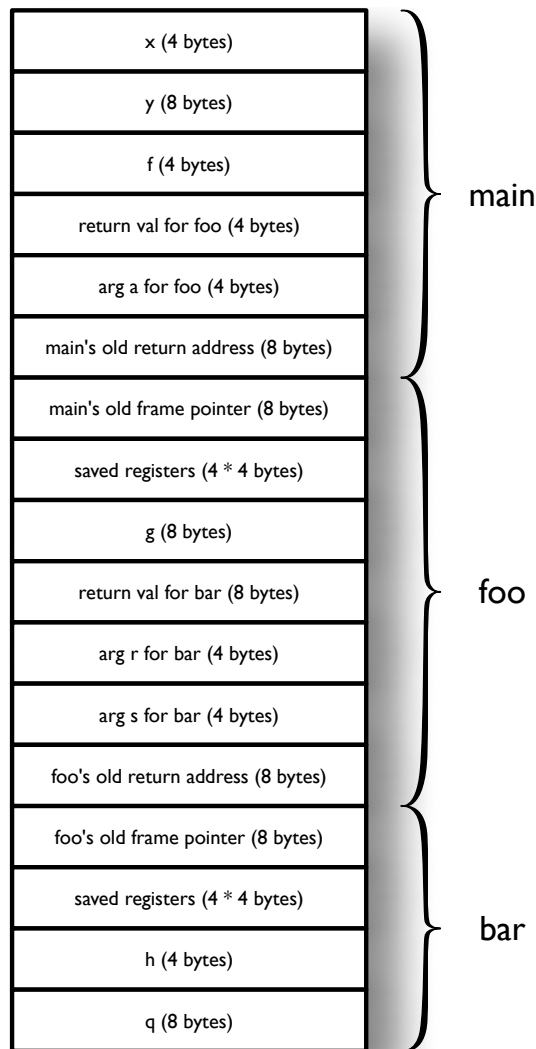 x (4 bytes)
y (8 bytes)
f (4 bytes)
return val for foo (4 bytes)
arg a for foo (4 bytes)
main's old return address (8 bytes)
main
main's old frame pointer (8 bytes)
saved registers (4 * 4 bytes)
g (8 bytes)
return val for bar (8 bytes)
arg r for bar (4 bytes)
arg s for bar (4 bytes)
foo's old return address (8 bytes)
foo
foo's old frame pointer (8 bytes)
saved registers (4 * 4 bytes)
h (4 bytes)
q (8 bytes)
bar